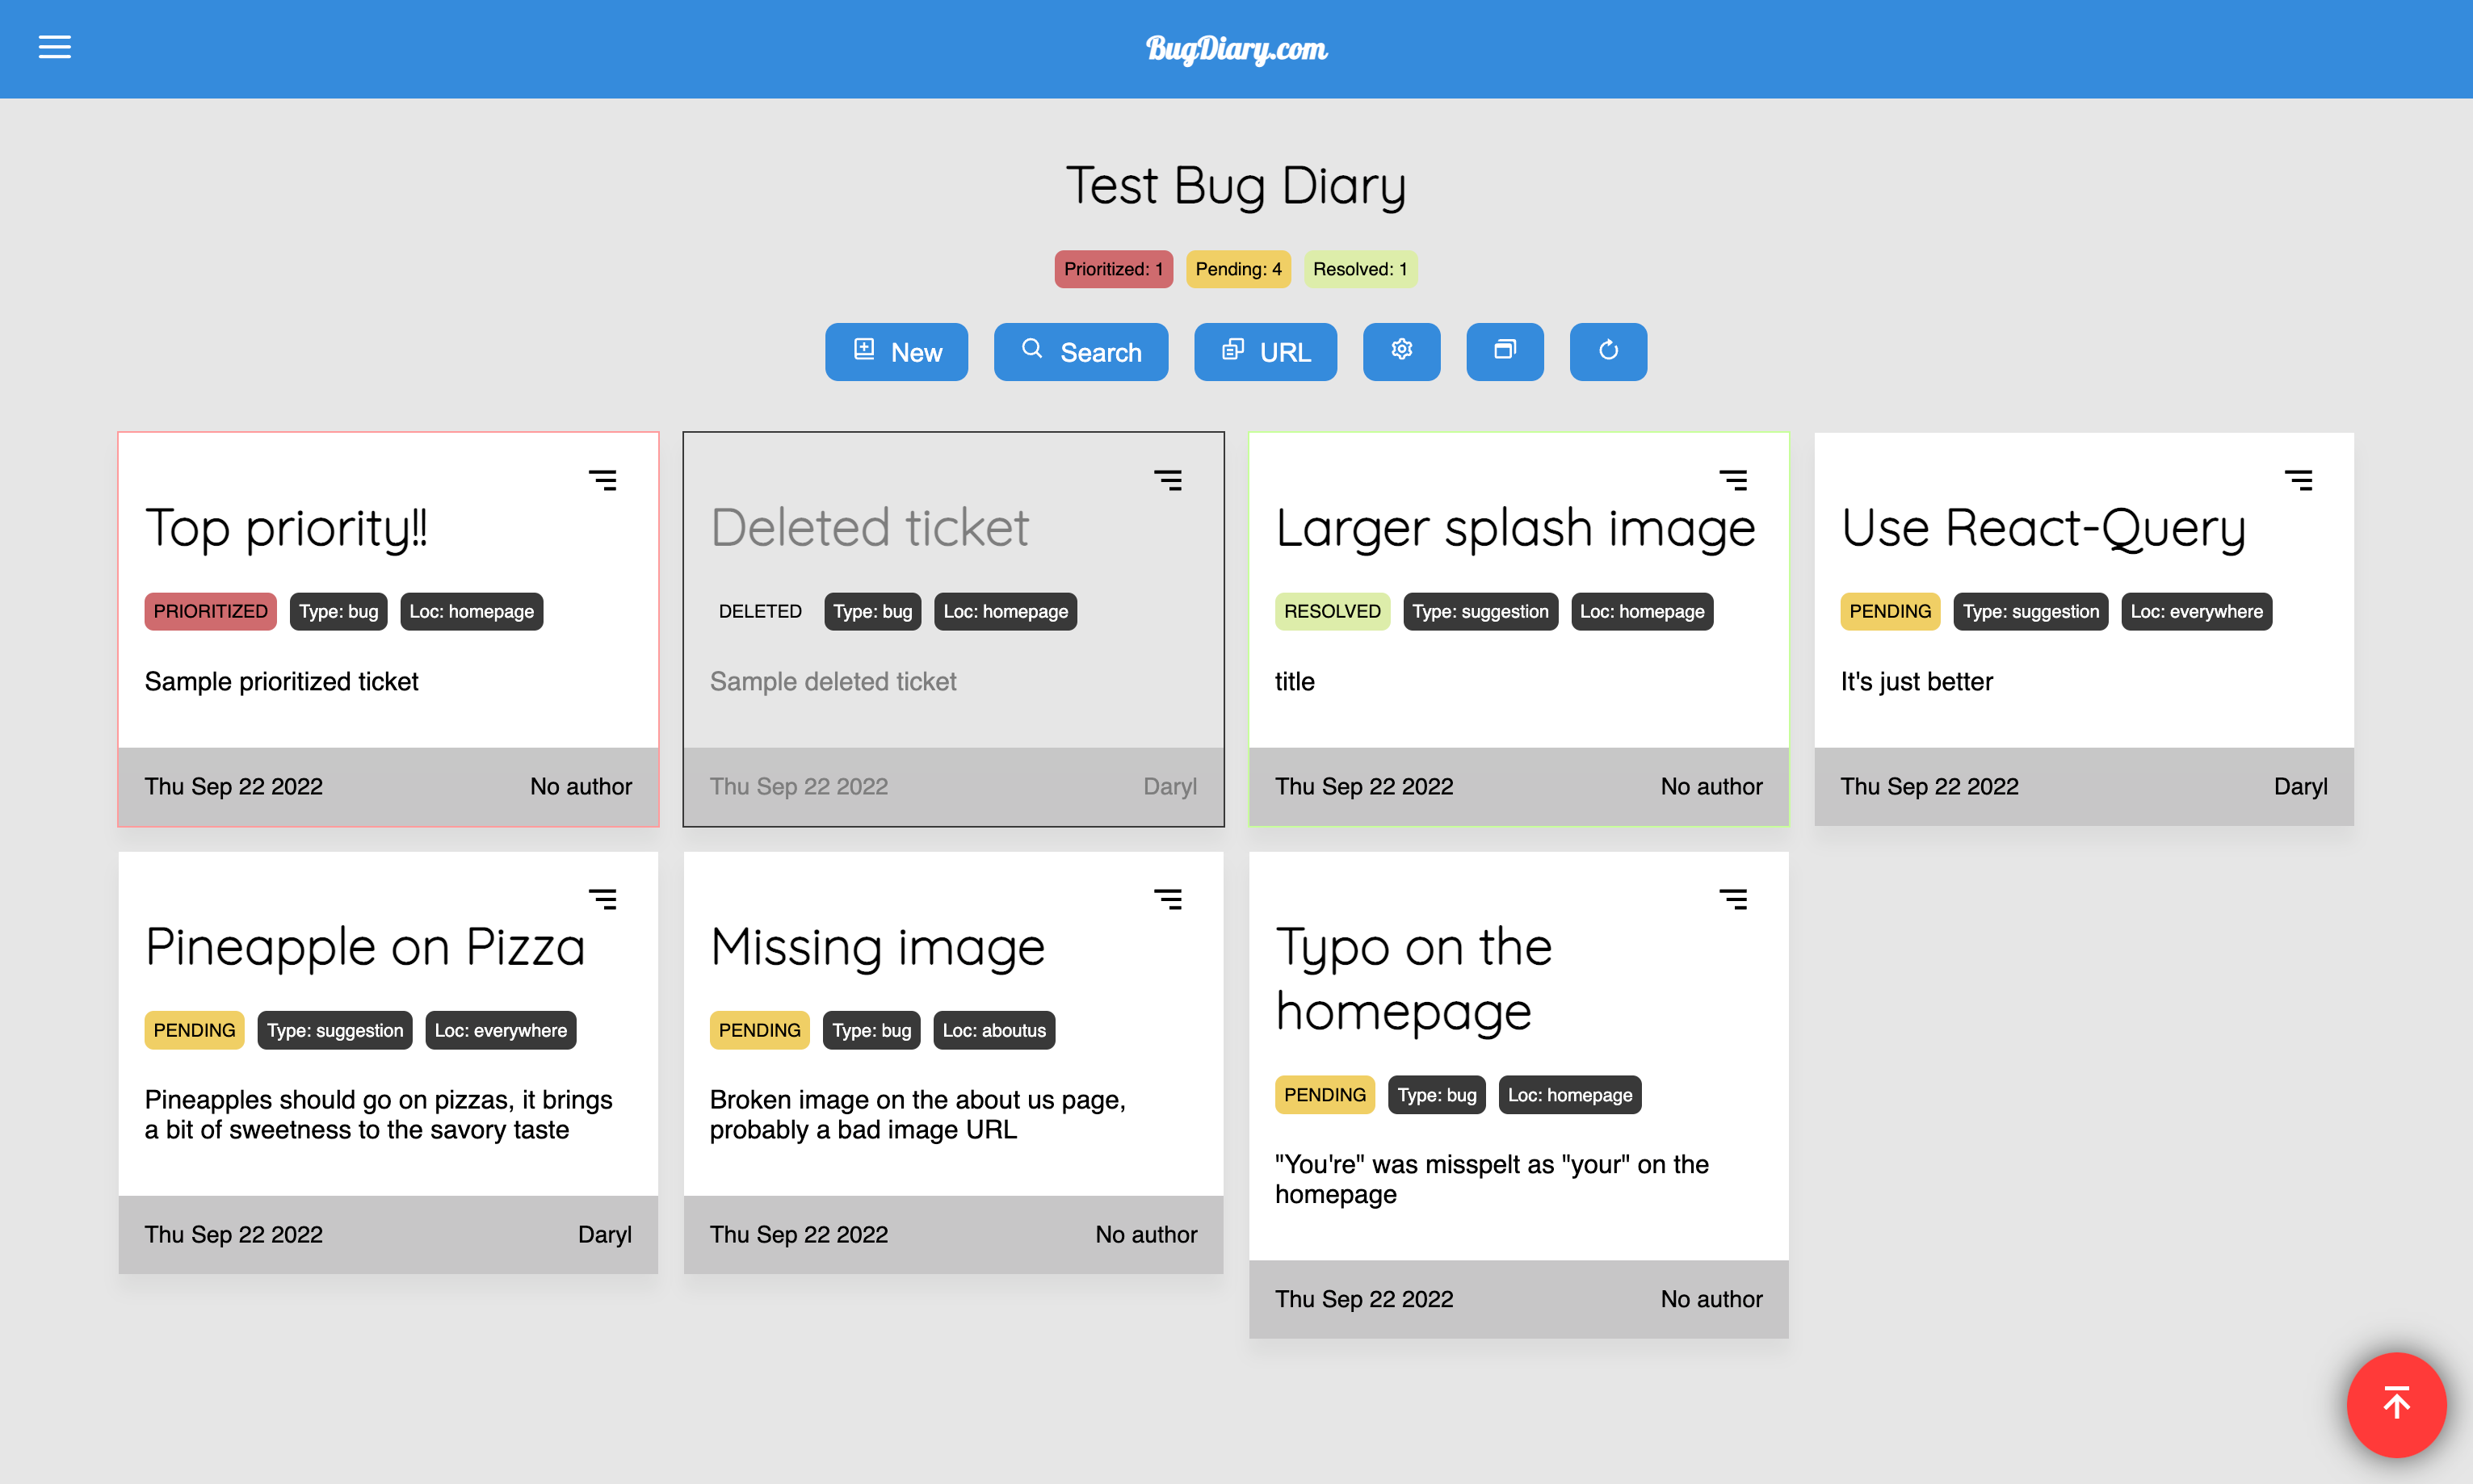 BugDiary.com
Test Bug Diary
Prioritized: 1 Pending: 4 Resolved: 1
New Search URL
Top priority!!
PRIORITIZED Type: bug Loc: homepage
Sample prioritized ticket
Thu Sep 22 2022 No author
Deleted ticket
DELETED Type: bug Loc: homepage
Sample deleted ticket
Thu Sep 22 2022 Daryl
Larger splash image
RESOLVED Type: suggestion Loc: homepage
title
Thu Sep 22 2022 No author
Use React-Query
PENDING Type: suggestion Loc: everywhere
It's just better
Thu Sep 22 2022 Daryl
Pineapple on Pizza
PENDING Type: suggestion Loc: everywhere
Pineapples should go on pizzas, it brings
a bit of sweetness to the savory taste
Thu Sep 22 2022 Daryl
Missing image
PENDING Type: bug Loc: aboutus
Broken image on the about us page,
probably a bad image URL
Thu Sep 22 2022 No author
Typo on the
homepage
PENDING Type: bug Loc: homepage
"You're" was misspelt as "your" on the
homepage
Thu Sep 22 2022 No author